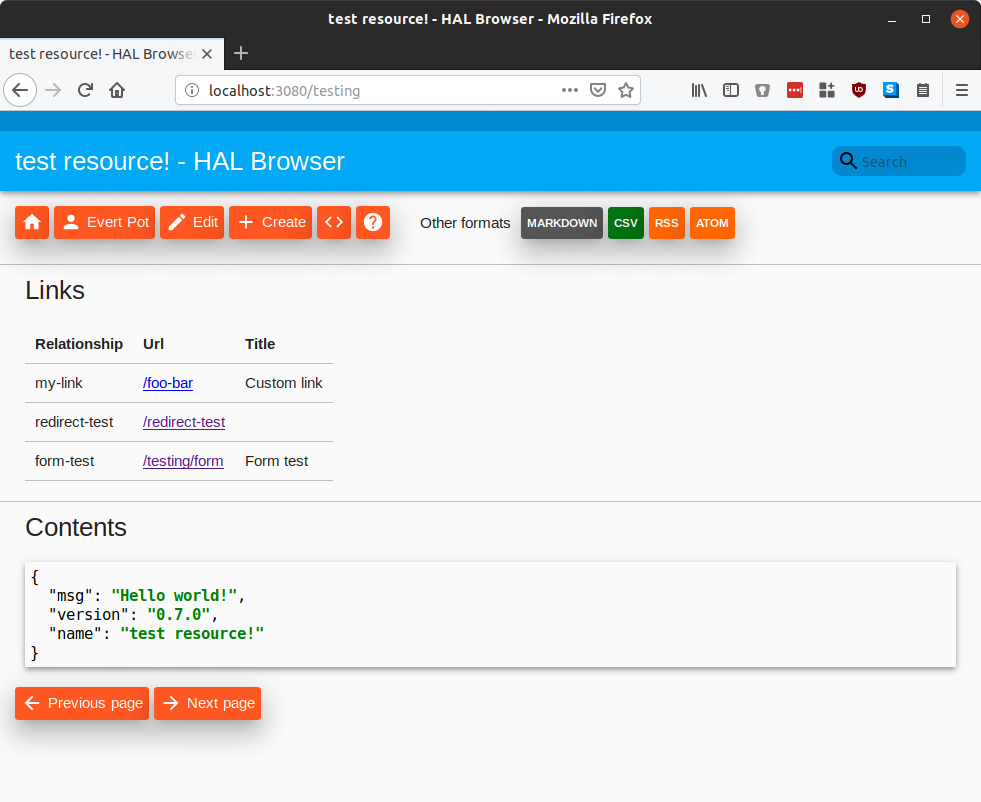 test resource! - HAL Browser - Mozilla Firefox
test resource! - HAL Browse
localhost:3080/testing
test resource! - HAL Browser
Search
Evert Pot Edit Create Other formats MARKDOWN CSV RSS ATOM
Links
Relationship Url Title
my-link /foo-bar Custom link
redirect-test /redirect-test
form-test /testing/form Form test
Contents
{
"msg": "Hello world!",
"version": "0.7.0",
"name": "test resource!"
}
Previous page Next page